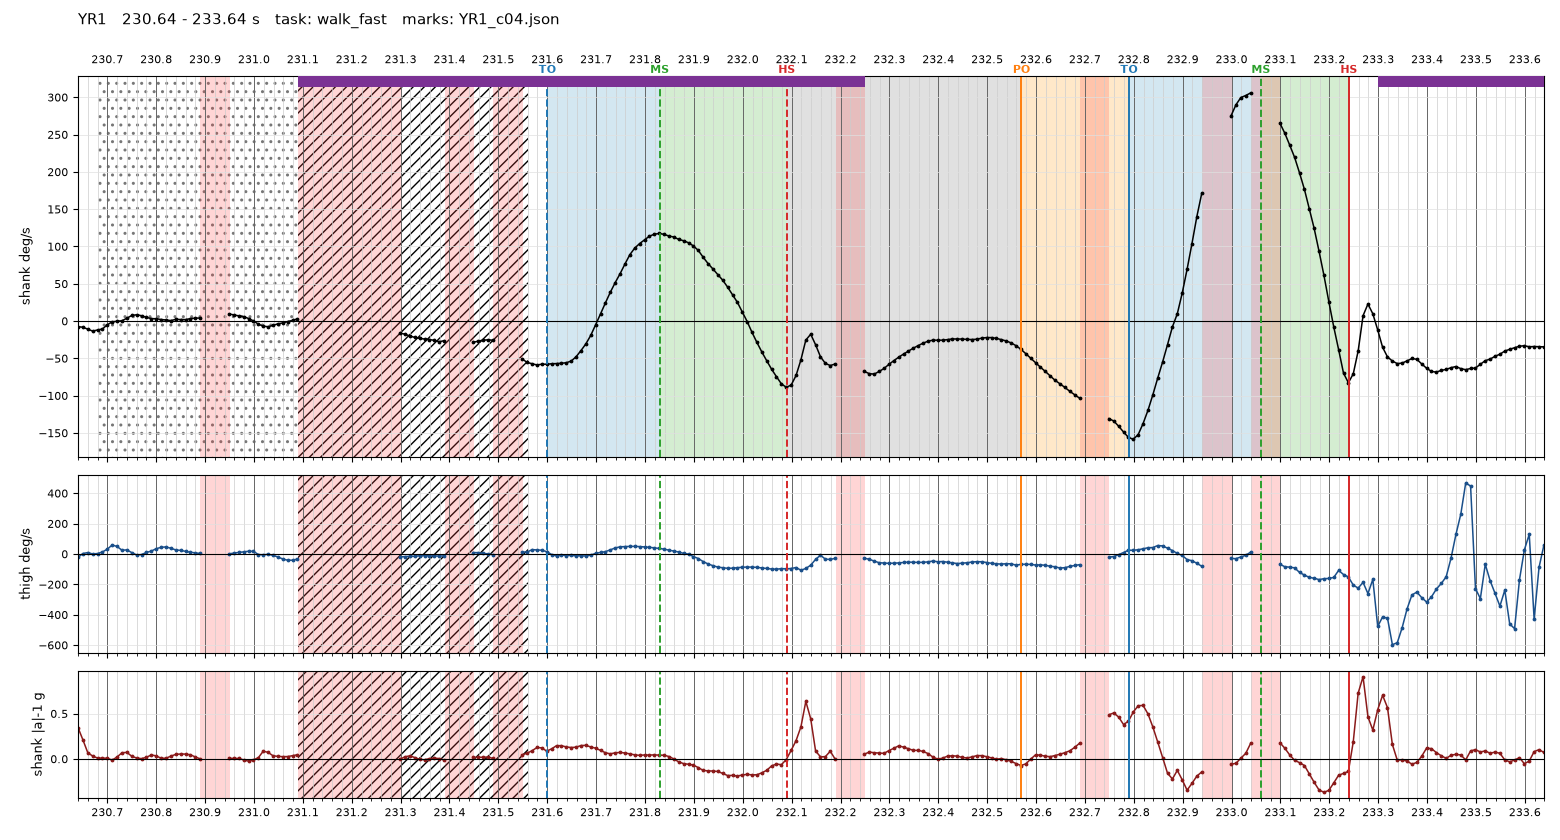 YR1   230.64 - 233.64 s   task: walk_fast   marks: YR1_c04.json
230.7 230.8 230.9 231.0 231.1 231.2 231.3 231.4 231.5 231.6 231.7 231.8 231.9 232.0 232.1 232.2 232.3 232.4 232.5 232.6 232.7 232.8 232.9 233.0 233.1 233.2 233.3 233.4 233.5 233.6
TO MS HS PO TO MS HS
shank deg/s
300
250
200
150
100
50
0
−50
−100
−150
thigh deg/s
400
200
0
−200
−400
−600
shank |a|-1 g
0.5
0.0
230.7 230.8 230.9 231.0 231.1 231.2 231.3 231.4 231.5 231.6 231.7 231.8 231.9 232.0 232.1 232.2 232.3 232.4 232.5 232.6 232.7 232.8 232.9 233.0 233.1 233.2 233.3 233.4 233.5 233.6